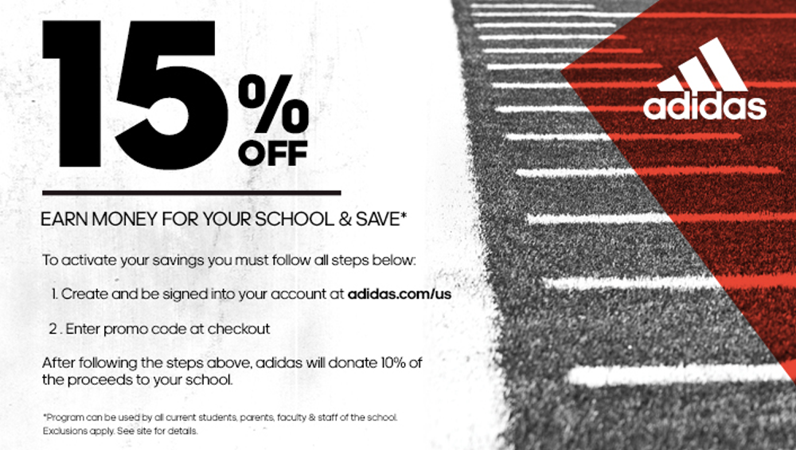 15%
OFF
adidas
EARN MONEY FOR YOUR SCHOOL & SAVE*
To activate your savings you must follow all steps below:
1. Create and be signed into your account at adidas.com/us
2 . Enter promo code at checkout
After following the steps above, adidas will donate 10% of
the proceeds to your school.
*Program can be used by all current students, parents, faculty & staff of the school.
Exclusions apply. See site for details.